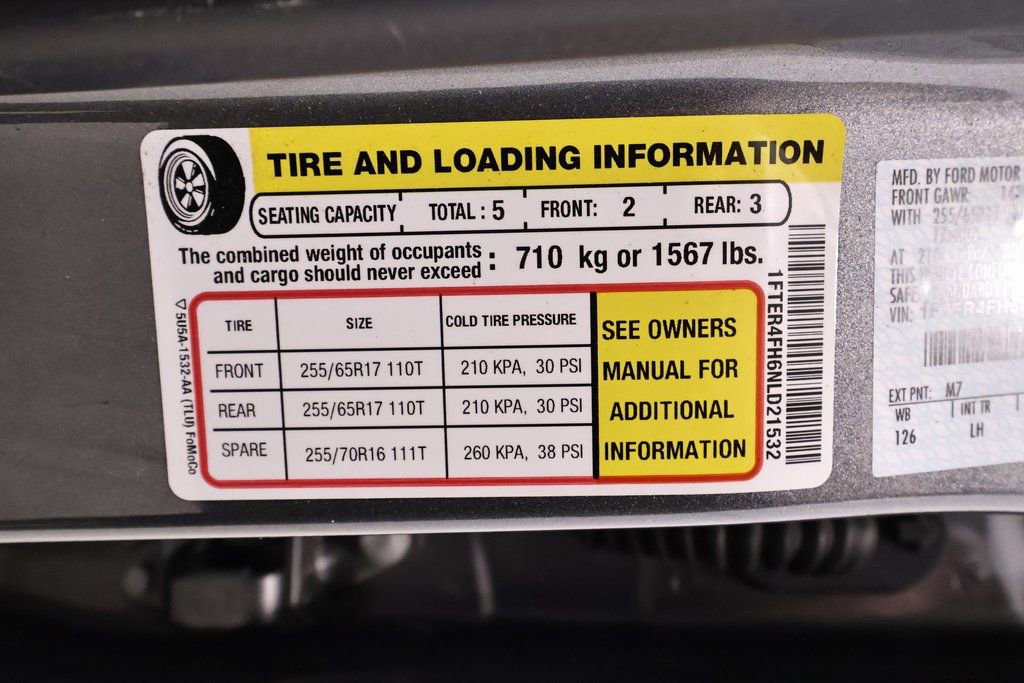 TIRE AND LOADING INFORMATION
SEATING CAPACITY TOTAL : 5 FRONT: 2 REAR: 3
The combined weight of occupants
and cargo should never exceed : 710 kg or 1567 lbs.
TIRE SIZE COLD TIRE PRESSURE
FRONT 255/65R17 110T 210 KPA, 30 PSI
REAR 255/65R17 110T 210 KPA, 30 PSI
SPARE 255/70R16 111T 260 KPA, 38 PSI
SEE OWNERS
MANUAL FOR
ADDITIONAL
INFORMATION
5U5A-1532-AA (TLU) FoMoCo
1FTER4FH6NLD21532
MFD. BY FORD MOTOR
FRONT GAWR:
WITH
AT
THIS
VIN:
EXT PNT: M7
WB INT TR
126 LH